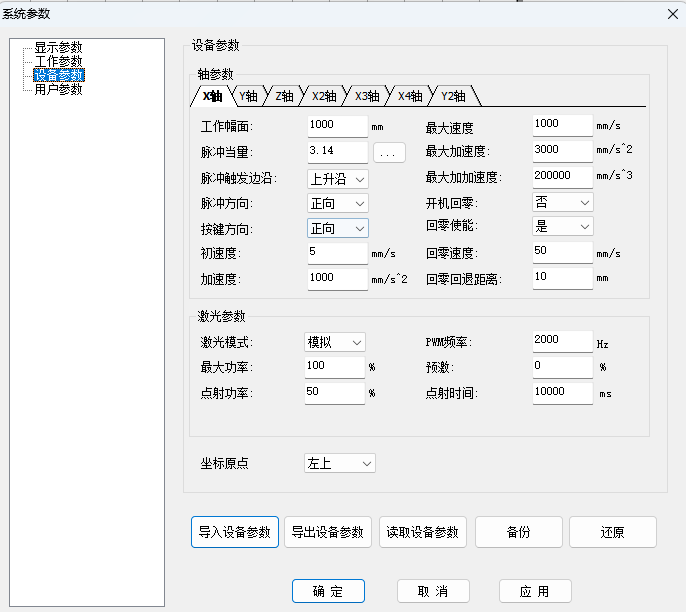 系统参数
显示参数
工作参数
设备参数
用户参数
设备参数
轴参数
X轴 Y轴 Z轴 X2轴 X3轴 X4轴 Y2轴
工作幅面: 1000 mm 最大速度 1000 mm/s
脉冲当量: 3.14 ... 最大加速度: 3000 mm/s^2
脉冲触发边沿: 上升沿 最大加加速度: 200000 mm/s^3
脉冲方向: 正向 开机回零: 否
按键方向: 正向 回零使能: 是
初速度: 5 mm/s 回零速度: 50 mm/s
加速度: 1000 mm/s^2 回零回退距离: 10 mm
激光参数
激光模式: 模拟 PWM频率: 2000 Hz
最大功率: 100 % 预激: 0 %
点射功率: 50 % 点射时间: 10000 ms
坐标原点 左上
导入设备参数 导出设备参数 读取设备参数 备份 还原
确 定 取 消 应 用